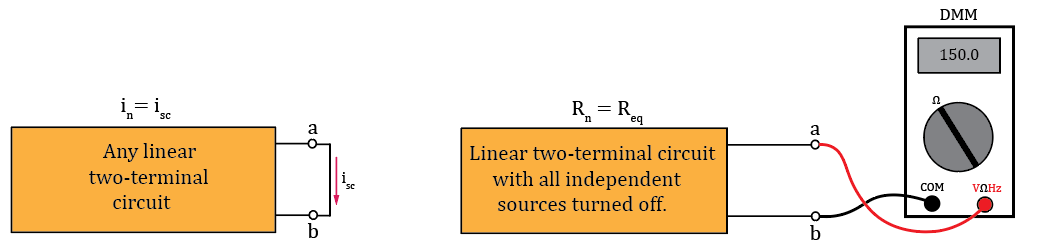 i_n = i_sc
Any linear
two-terminal
circuit
a
i_sc
b
R_n = R_eq
Linear two-terminal circuit
with all independent
sources turned off.
a
b
DMM
150.0
Ω
COM
VΩHz